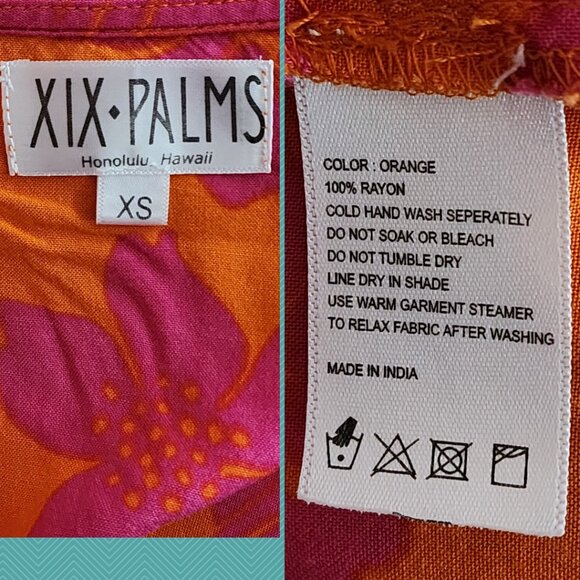 XIX•PALMS
Honolulu, Hawaii
XS
COLOR : ORANGE
100% RAYON
COLD HAND WASH SEPERATELY
DO NOT SOAK OR BLEACH
DO NOT TUMBLE DRY
LINE DRY IN SHADE
USE WARM GARMENT STEAMER
TO RELAX FABRIC AFTER WASHING
MADE IN INDIA